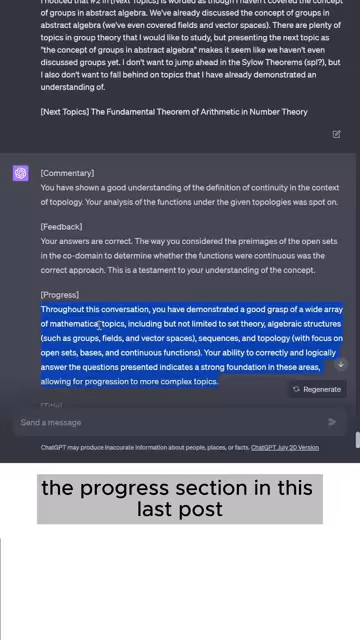 I noticed that #2 in [Next Topics] is worded as though I haven't covered the concept
of groups in abstract algebra. We've already discussed the concept of groups in
abstract algebra (we've even covered fields and vector spaces). There are plenty of
topics in group theory that I would like to study, but presenting the next topic as
"the concept of groups in abstract algebra" makes it seem like we haven't even
discussed groups yet. I don't want to jump ahead in the Sylow Theorems (spl?), but
I also don't want to fall behind on topics that I have already demonstrated an
understanding of.
[Next Topics] The Fundamental Theorem of Arithmetic in Number Theory
[Commentary]
You have shown a good understanding of the definition of continuity in the context
of topology. Your analysis of the functions under the given topologies was spot on.
[Feedback]
Your answers are correct. The way you considered the preimages of the open sets
in the co-domain to determine whether the functions were continuous was the
correct approach. This is a testament to your understanding of the concept.
[Progress]
Throughout this conversation, you have demonstrated a good grasp of a wide array
of mathematical topics, including but not limited to set theory, algebraic structures
(such as groups, fields, and vector spaces), sequences, and topology (with focus on
open sets, bases, and continuous functions). Your ability to correctly and logically
answer the questions presented indicates a strong foundation in these areas,
allowing for progression to more complex topics.
Regenerate
[Title]
Send a message
ChatGPT may produce inaccurate information about people, places, or facts. ChatGPT July 20 Version
the progress section in this
last post